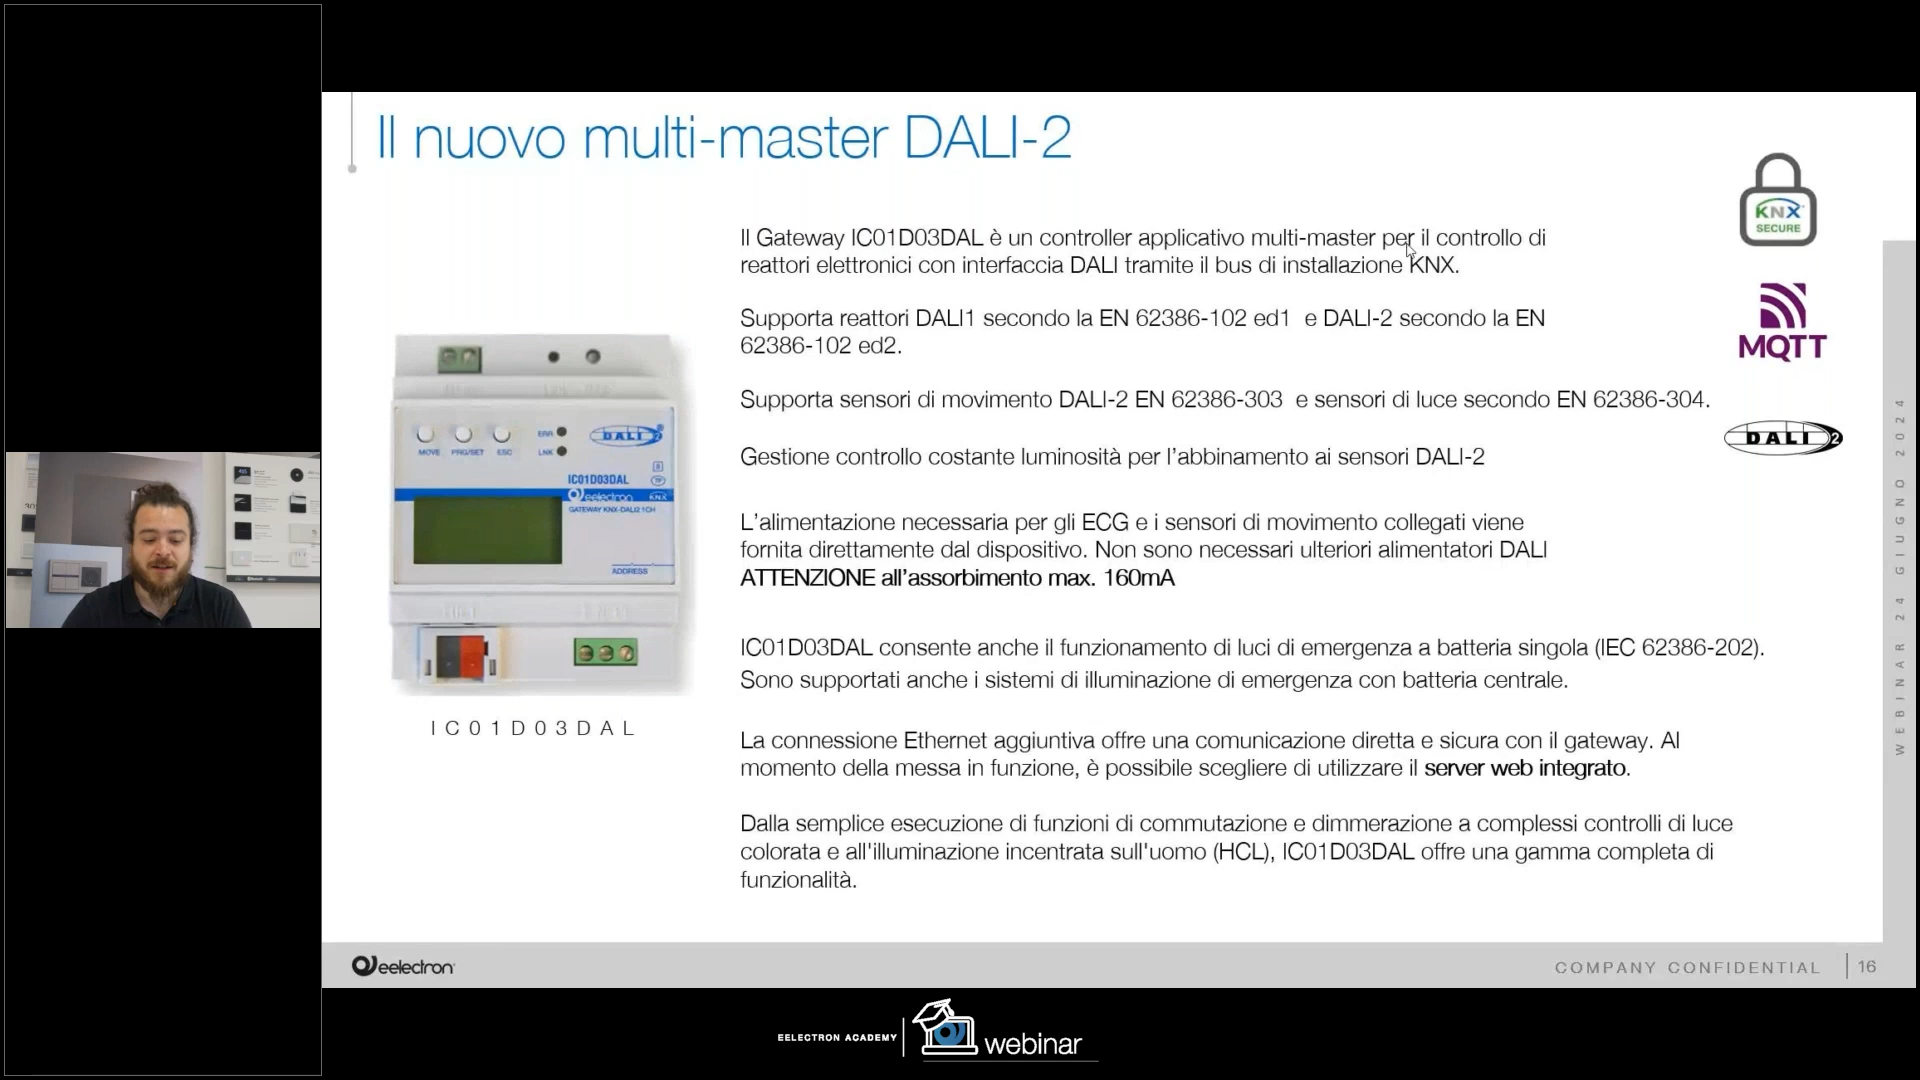 Il nuovo multi-master DALI-2
KNX
SECURE
MQTT
DALI 2
Il Gateway IC01D03DAL è un controller applicativo multi-master per il controllo di
reattori elettronici con interfaccia DALI tramite il bus di installazione KNX.
Supporta reattori DALI1 secondo la EN 62386-102 ed1 e DALI-2 secondo la EN
62386-102 ed2.
Supporta sensori di movimento DALI-2 EN 62386-303 e sensori di luce secondo EN 62386-304.
Gestione controllo costante luminosità per l'abbinamento ai sensori DALI-2
L'alimentazione necessaria per gli ECG e i sensori di movimento collegati viene
fornita direttamente dal dispositivo. Non sono necessari ulteriori alimentatori DALI
ATTENZIONE all'assorbimento max. 160mA
IC01D03DAL consente anche il funzionamento di luci di emergenza a batteria singola (IEC 62386-202).
Sono supportati anche i sistemi di illuminazione di emergenza con batteria centrale.
La connessione Ethernet aggiuntiva offre una comunicazione diretta e sicura con il gateway. Al
momento della messa in funzione, è possibile scegliere di utilizzare il server web integrato.
Dalla semplice esecuzione di funzioni di commutazione e dimmerazione a complessi controlli di luce
colorata e all'illuminazione incentrata sull'uomo (HCL), IC01D03DAL offre una gamma completa di
funzionalità.
MOVE PRG/SET ESC
ERR
LNK
DALI 2
IC01D03DAL
eelectron KNX
GATEWAY KNX-DALI2 1CH
ADDRESS
IC01D03DAL
WEBINAR 24 GIUGNO 2024
eelectron
COMPANY CONFIDENTIAL 16
EELECTRON ACADEMY webinar